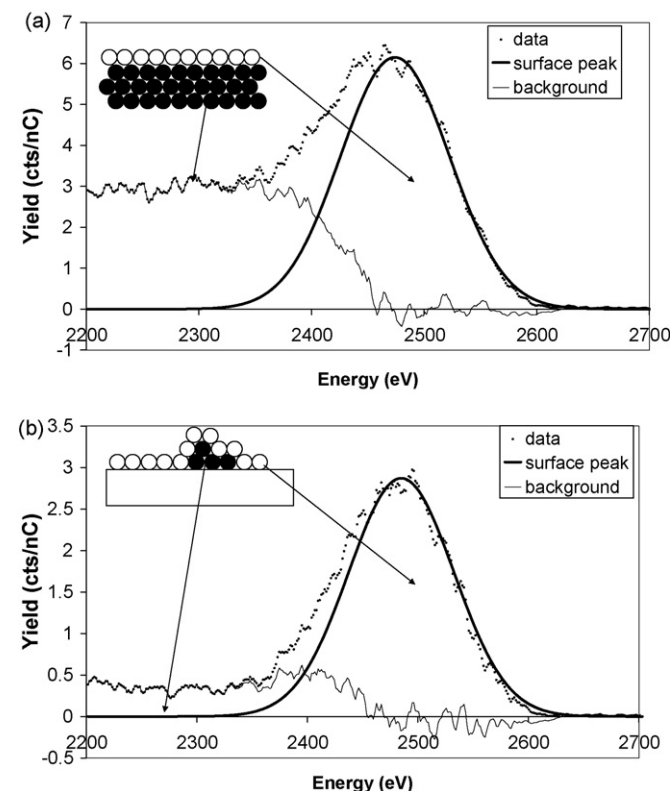 (a)
7
6
5
4
3
2
1
0
-1
Yield (cts/nC)
data
surface peak
background
2200 2300 2400 2500 2600 2700
Energy (eV)
(b)
3.5
3
2.5
2
1.5
1
0.5
0
-0.5
Yield (cts/nC)
data
surface peak
background
2200 2300 2400 2500 2600 2700
Energy (eV)